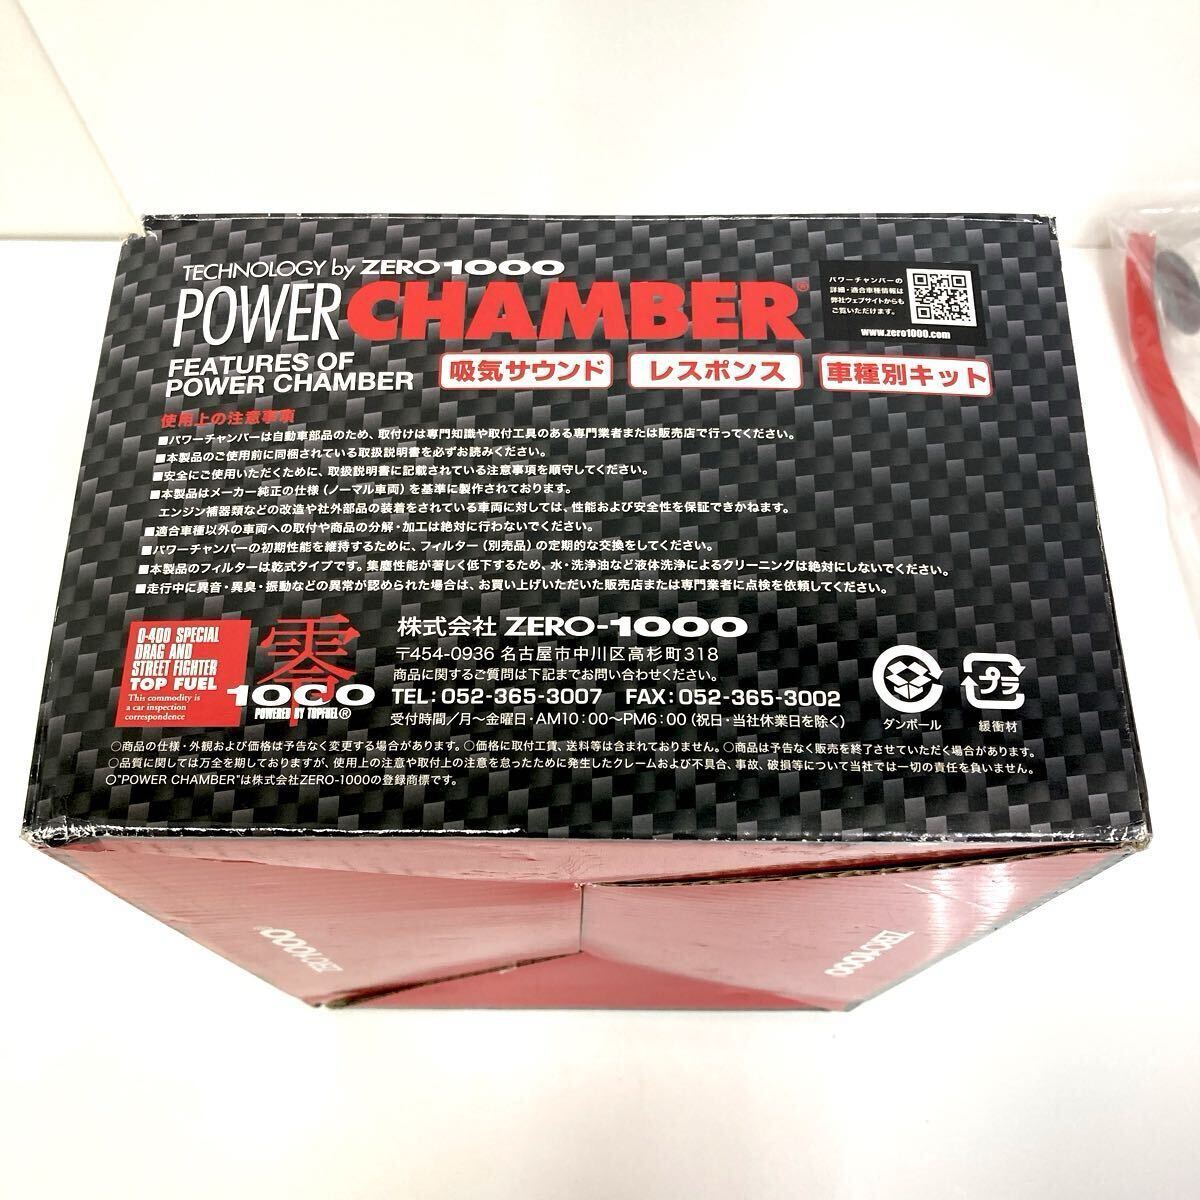 TECHNOLOGY by ZERO1000
POWER CHAMBER®
パワーチャンバーの
詳細・適合車種情報は
弊社ウェブサイトからも
ご覧いただけます。
www.zero1000.com
FEATURES OF
POWER CHAMBER
吸気サウンド
レスポンス
車種別キット
使用上の注意事項
■パワーチャンバーは自動車部品のため、取付けは専門知識や取付工具のある専門業者または販売店で行ってください。
■本製品のご使用前に同梱されている取扱説明書を必ずお読みください。
■安全にご使用いただくために、取扱説明書に記載されている注意事項を順守してください。
■本製品はメーカー純正の仕様(ノーマル車両)を基準に製作されております。
エンジン補器類などの改造や社外部品の装着をされている車両に対しては、性能および安全性を保証できかねます。
■適合車種以外の車両への取付や商品の分解・加工は絶対に行わないでください。
■パワーチャンバーの初期性能を維持するために、フィルター(別売品)の定期的な交換をしてください。
■本製品のフィルターは乾式タイプです。集塵性能が著しく低下するため、水・洗浄油など液体洗浄によるクリーニングは絶対にしないでください。
■走行中に異音・異臭・振動などの異常が認められた場合は、お買い上げいただいた販売店または専門業者に点検を依頼してください。
0-400 SPECIAL
DRAG AND
STREET FIGHTER
TOP FUEL
This commodity is
a car inspection
correspondence
零
1000
POWERED BY TOPFUEL®
株式会社 ZERO-1000
〒454-0936 名古屋市中川区高杉町318
商品に関するご質問は下記までお問い合わせください。
TEL:052-365-3007 FAX:052-365-3002
受付時間/月〜金曜日・AM10:00〜PM6:00(祝日・当社休業日を除く)
ダンボール
プラ
緩衝材
○商品の仕様・外観および価格は予告なく変更する場合があります。○価格に取付工賃、送料等は含まれておりません。○商品は予告なく販売を終了させていただく場合があります。
○品質に関しては万全を期しておりますが、使用上の注意や取付上の注意を怠ったために発生したクレームおよび不具合、事故、破損等について当社では一切の責任を負いません。
○"POWER CHAMBER"は株式会社ZERO-1000の登録商標です。
ZERO1000
ZERO1000